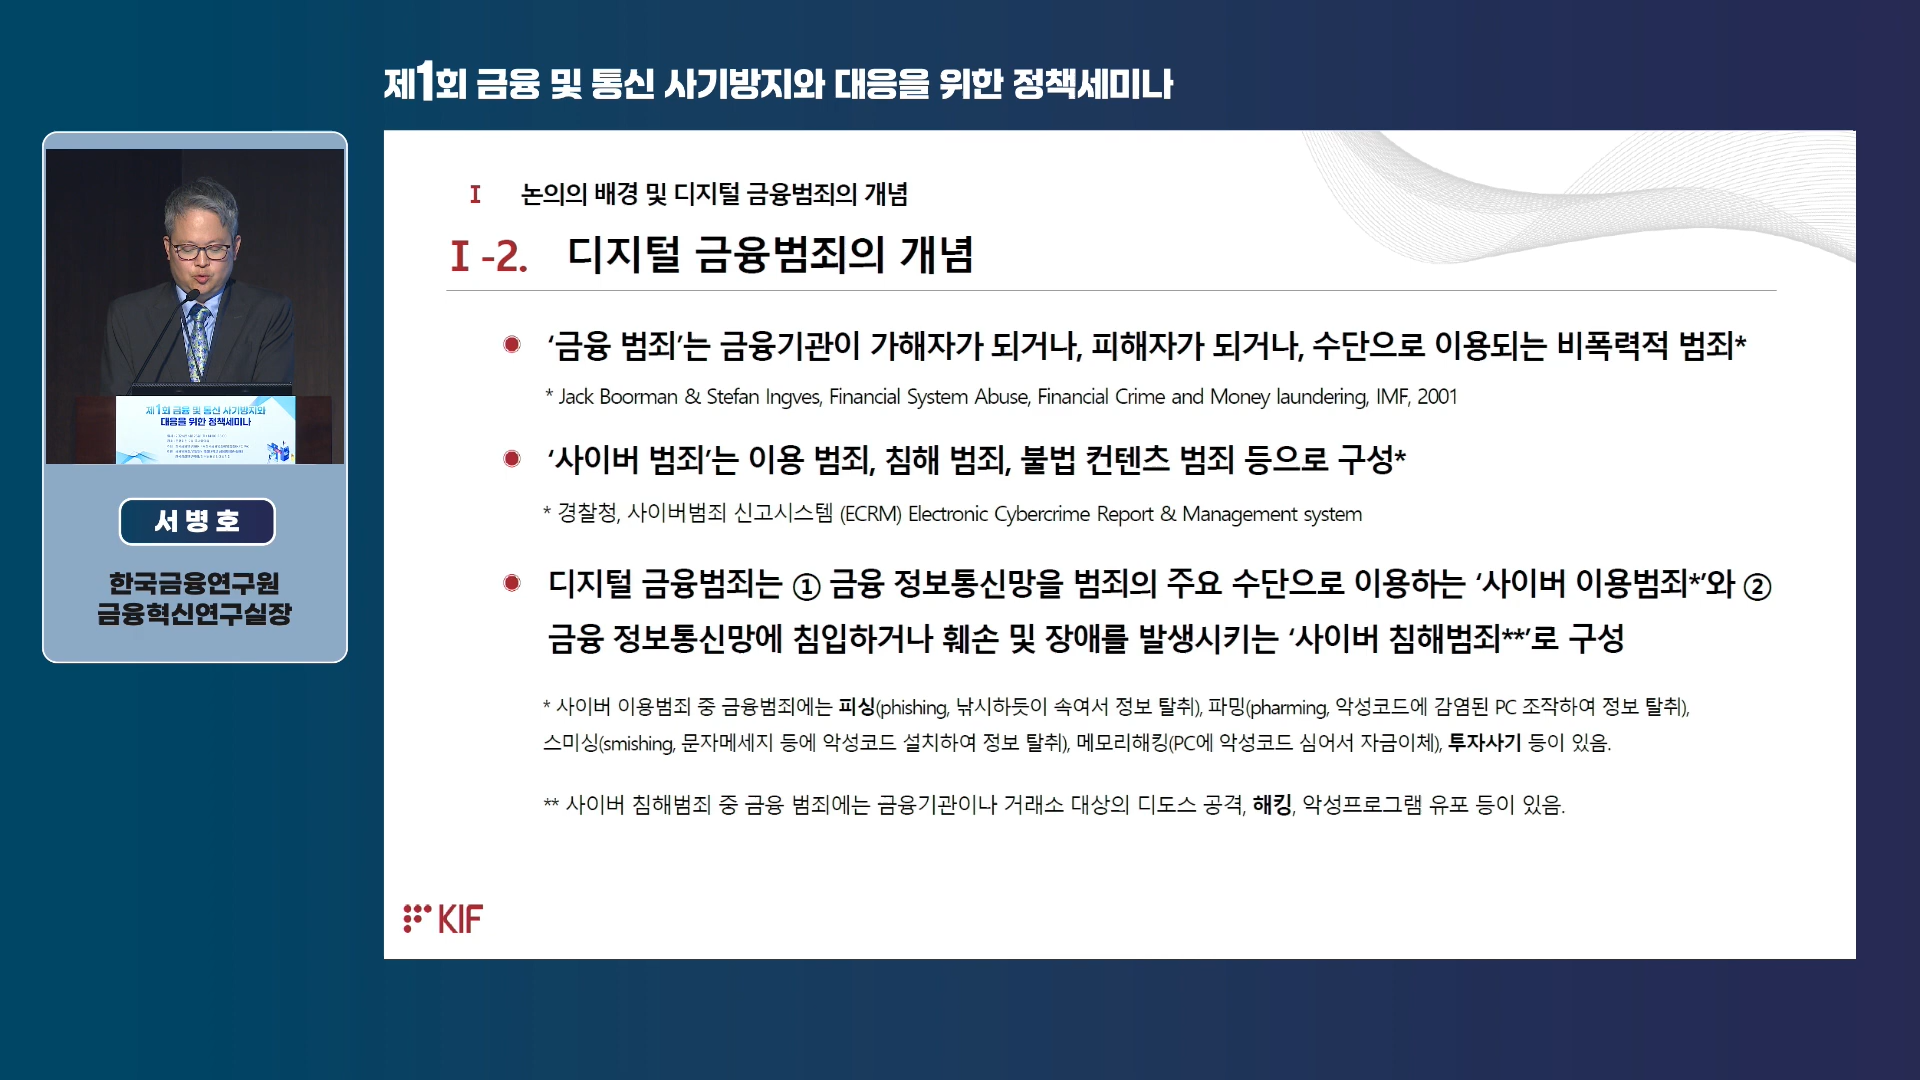 제1회 금융 및 통신 사기방지와 대응을 위한 정책세미나
I 논의의 배경 및 디지털 금융범죄의 개념
I -2. 디지털 금융범죄의 개념
‘금융 범죄’는 금융기관이 가해자가 되거나, 피해자가 되거나, 수단으로 이용되는 비폭력적 범죄*
* Jack Boorman & Stefan Ingves, Financial System Abuse, Financial Crime and Money laundering, IMF, 2001
‘사이버 범죄’는 이용 범죄, 침해 범죄, 불법 컨텐츠 범죄 등으로 구성*
* 경찰청, 사이버범죄 신고시스템 (ECRM) Electronic Cybercrime Report & Management system
디지털 금융범죄는 ① 금융 정보통신망을 범죄의 주요 수단으로 이용하는 ‘사이버 이용범죄*’와 ②
금융 정보통신망에 침입하거나 훼손 및 장애를 발생시키는 ‘사이버 침해범죄**’로 구성
* 사이버 이용범죄 중 금융범죄에는 피싱(phishing, 낚시하듯이 속여서 정보 탈취), 파밍(pharming, 악성코드에 감염된 PC 조작하여 정보 탈취),
스미싱(smishing, 문자메세지 등에 악성코드 설치하여 정보 탈취), 메모리해킹(PC에 악성코드 심어서 자금이체), 투자사기 등이 있음.
** 사이버 침해범죄 중 금융 범죄에는 금융기관이나 거래소 대상의 디도스 공격, 해킹, 악성프로그램 유포 등이 있음.
KIF
제1회 금융 및 통신 사기방지와
대응을 위한 정책세미나
서병호
한국금융연구원
금융혁신연구실장